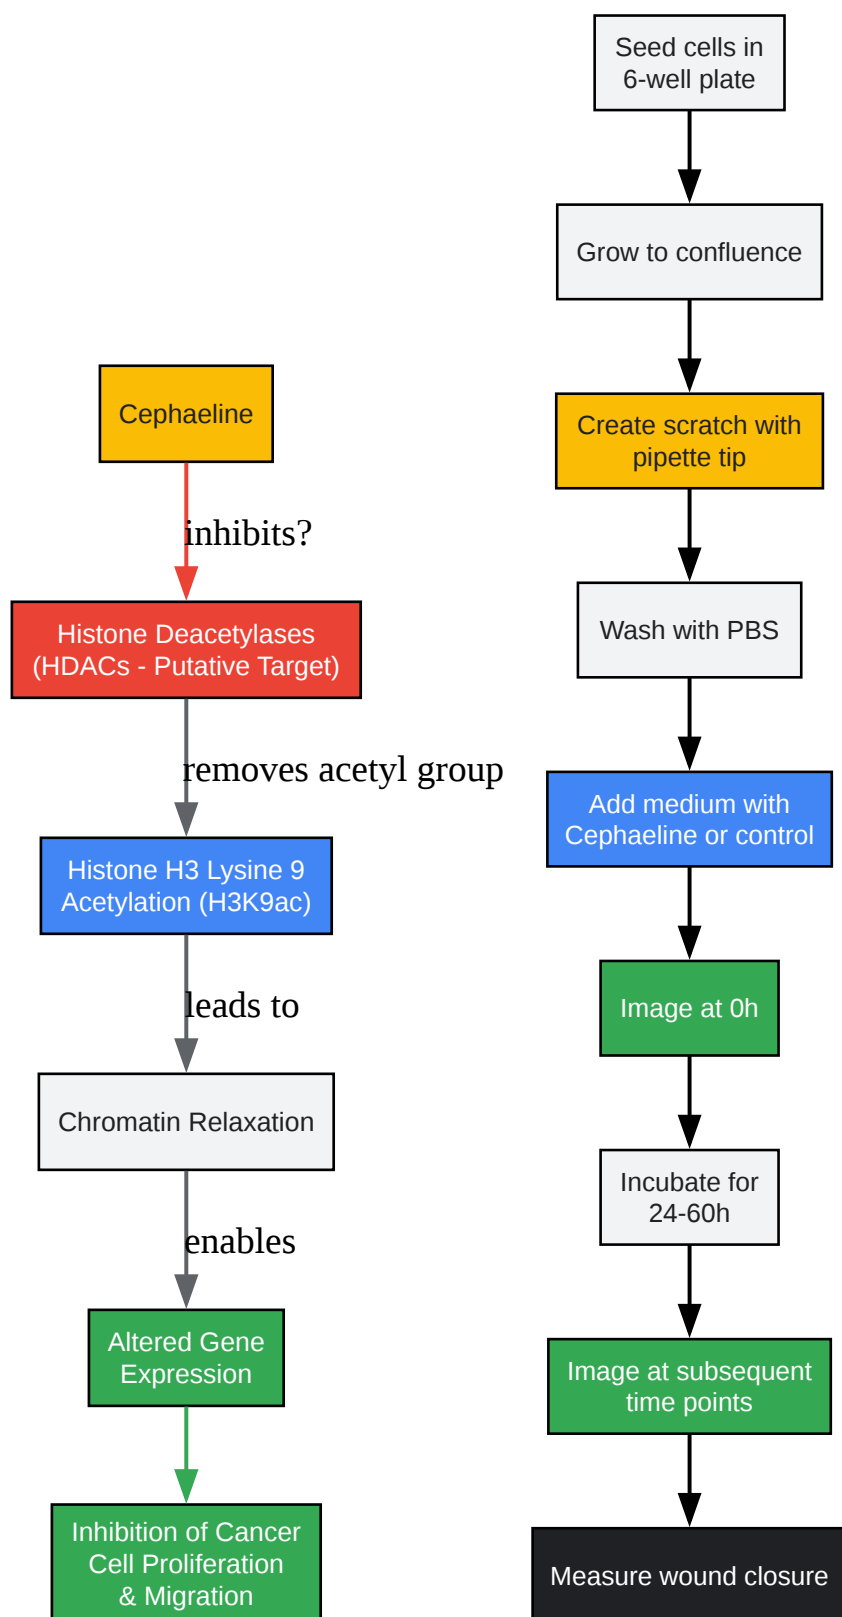 Cephaeline
inhibits?
Histone Deacetylases
(HDACs - Putative Target)
removes acetyl group
Histone H3 Lysine 9
Acetylation (H3K9ac)
leads to
Chromatin Relaxation
enables
Altered Gene
Expression
Inhibition of Cancer
Cell Proliferation
& Migration
Seed cells in
6-well plate
Grow to confluence
Create scratch with
pipette tip
Wash with PBS
Add medium with
Cephaeline or control
Image at 0h
Incubate for
24-60h
Image at subsequent
time points
Measure wound closure